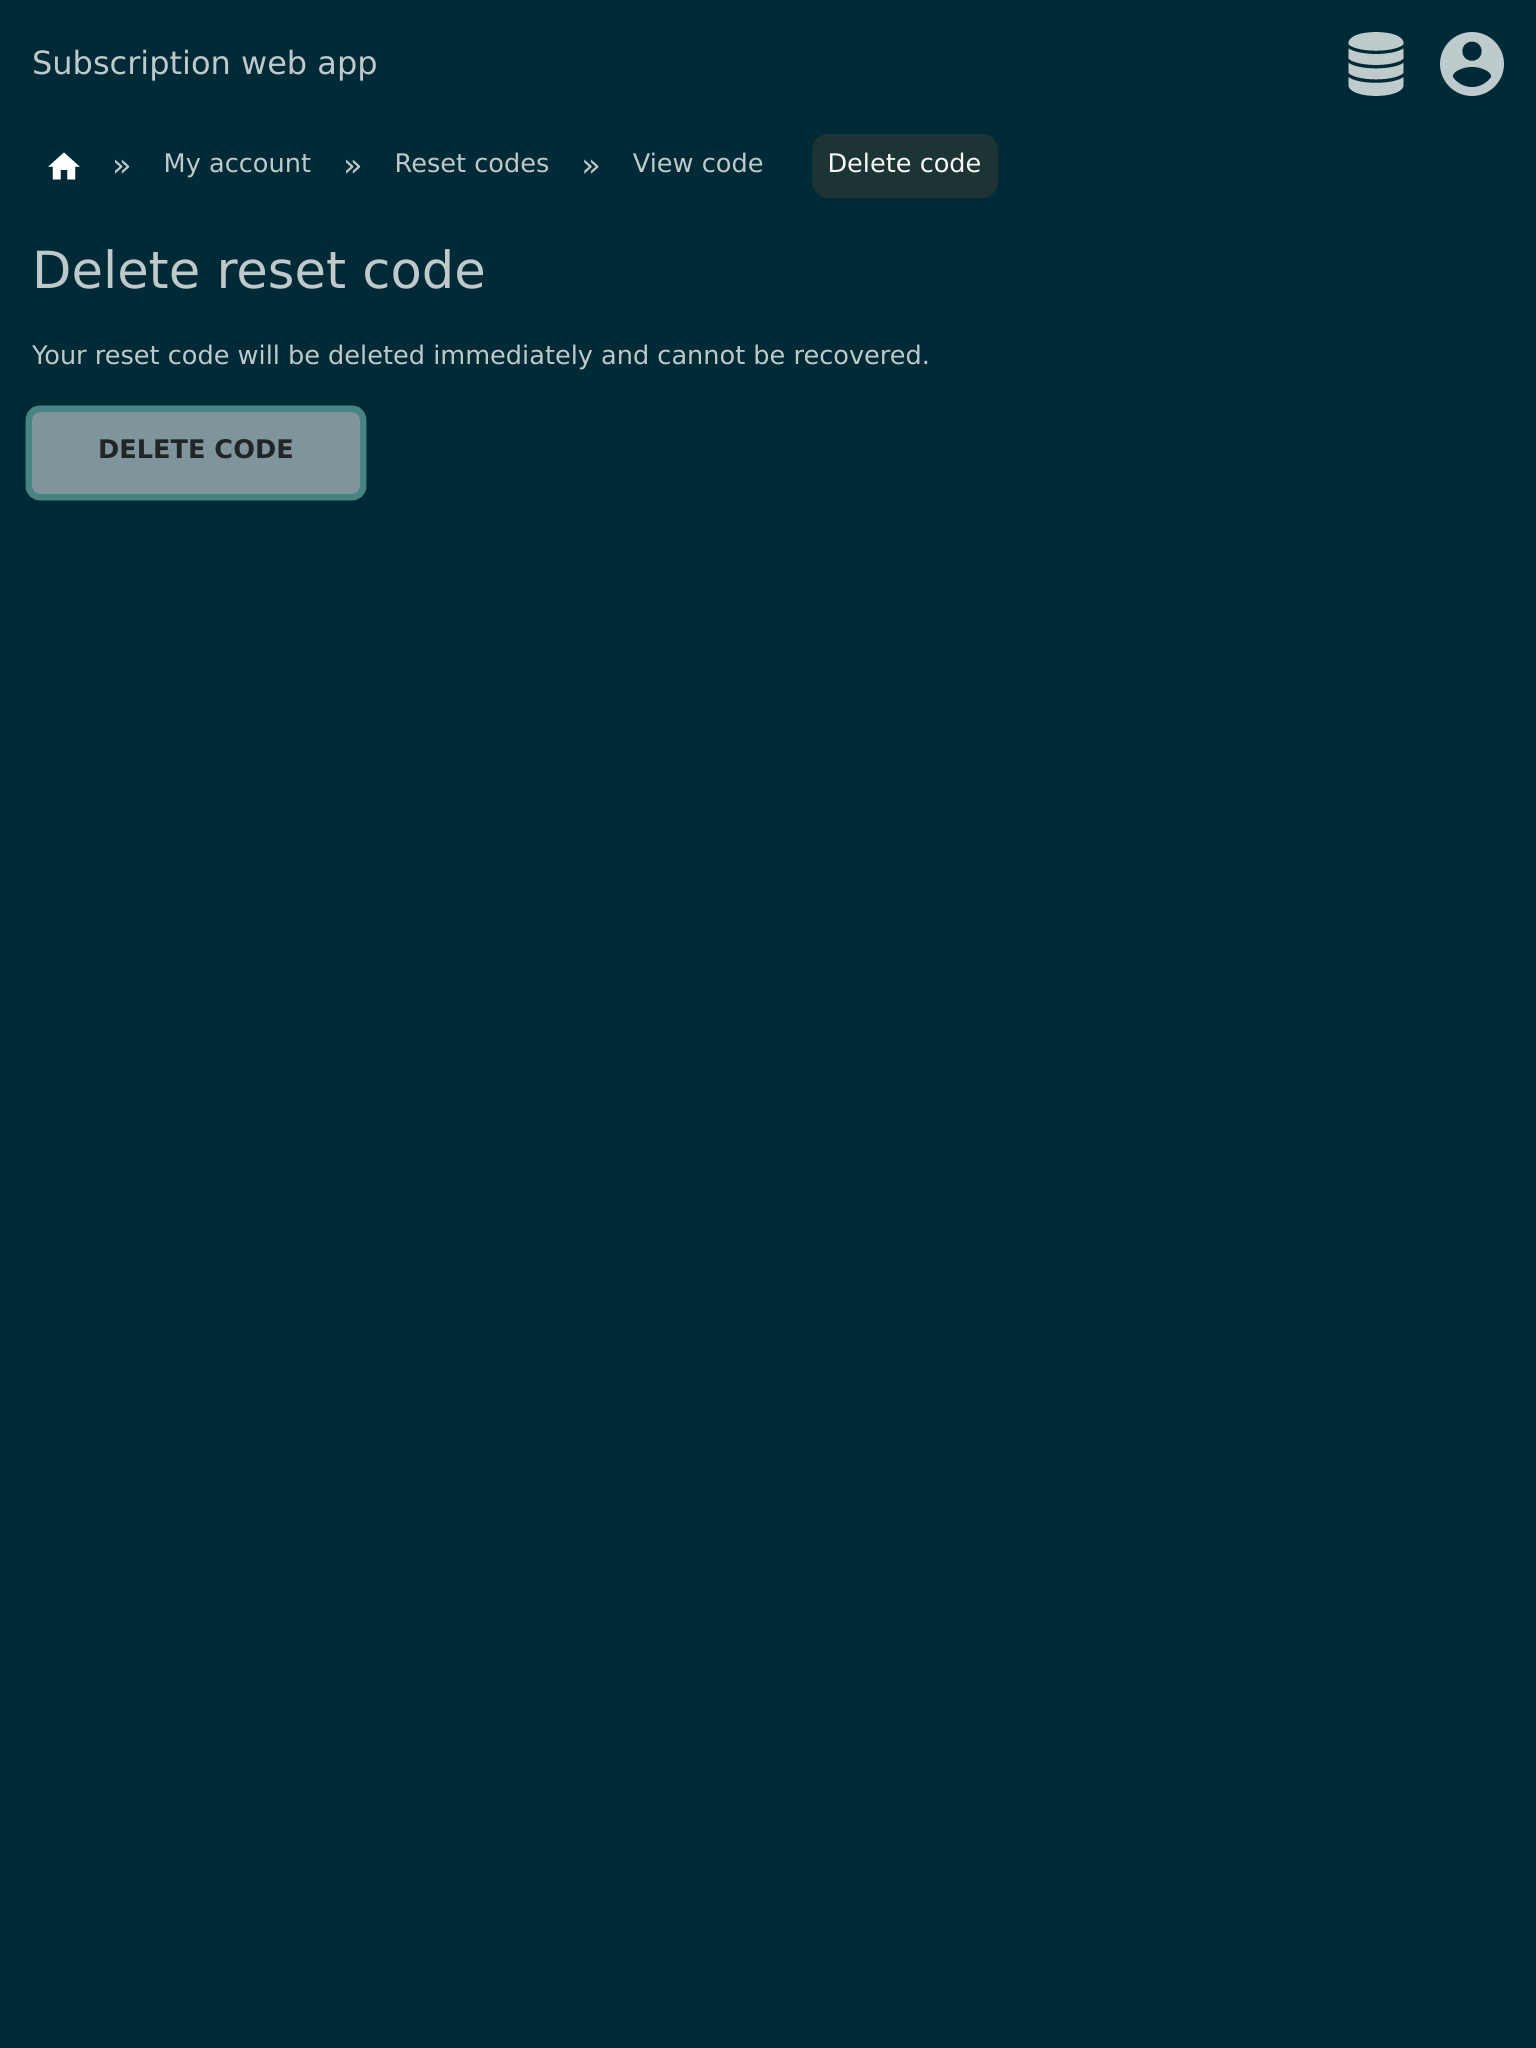 Subscription web app
» My account » Reset codes » View code Delete code
Delete reset code
Your reset code will be deleted immediately and cannot be recovered.
DELETE CODE